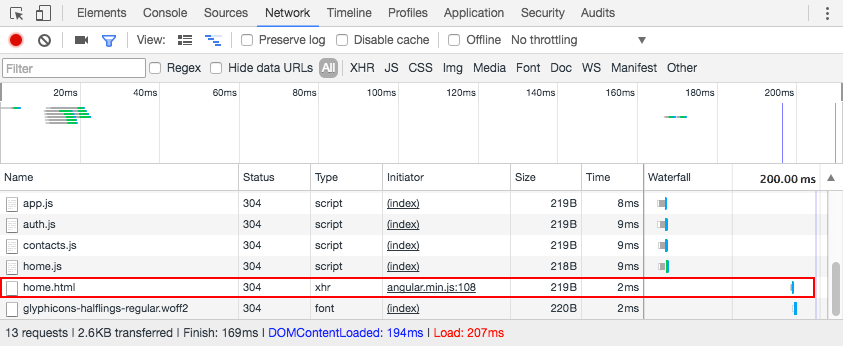 Elements Console Sources Network Timeline Profiles Application Security Audits
View: Preserve log Disable cache Offline No throttling
Filter Regex Hide data URLs All XHR JS CSS Img Media Font Doc WS Manifest Other
20ms 40ms 60ms 80ms 100ms 120ms 140ms 160ms 180ms 200ms
Name Status Type Initiator Size Time Waterfall 200.00 ms
app.js 304 script (index) 219B 8ms
auth.js 304 script (index) 219B 9ms
contacts.js 304 script (index) 219B 9ms
home.js 304 script (index) 218B 9ms
home.html 304 xhr angular.min.js:108 219B 2ms
glyphicons-halflings-regular.woff2 304 font (index) 220B 2ms
13 requests | 2.6KB transferred | Finish: 169ms | DOMContentLoaded: 194ms | Load: 207ms